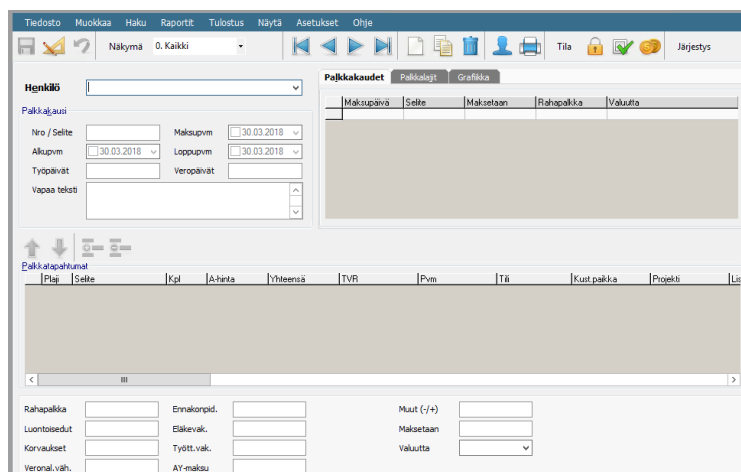 Tiedosto Muokkaa Haku Raportit Tulostus Näytä Asetukset Ohje
Näkymä 0. Kaikki Tila Järjestys
Palkkakaudet Palkkalajit Grafiikka
Henkilö
Maksupäivä Selite Maksetaan Rahapalkka Valuutta
Palkkakausi
Nro / Selite Maksupvm 30.03.2018
Alkupvm 30.03.2018 Loppupvm 30.03.2018
Työpäivät Veropäivät
Vapaa teksti
Palkkatapahtumat
Plaji Selite Kpl A-hinta Yhteensä TVR Pvm Tili Kust.paikka Projekti Lis
Rahapalkka Ennakonpid. Muut (-/+)
Luontoisedut Eläkevak. Maksetaan
Korvaukset Tyött.vak. Valuutta
Veronal.väh. AY-maksu